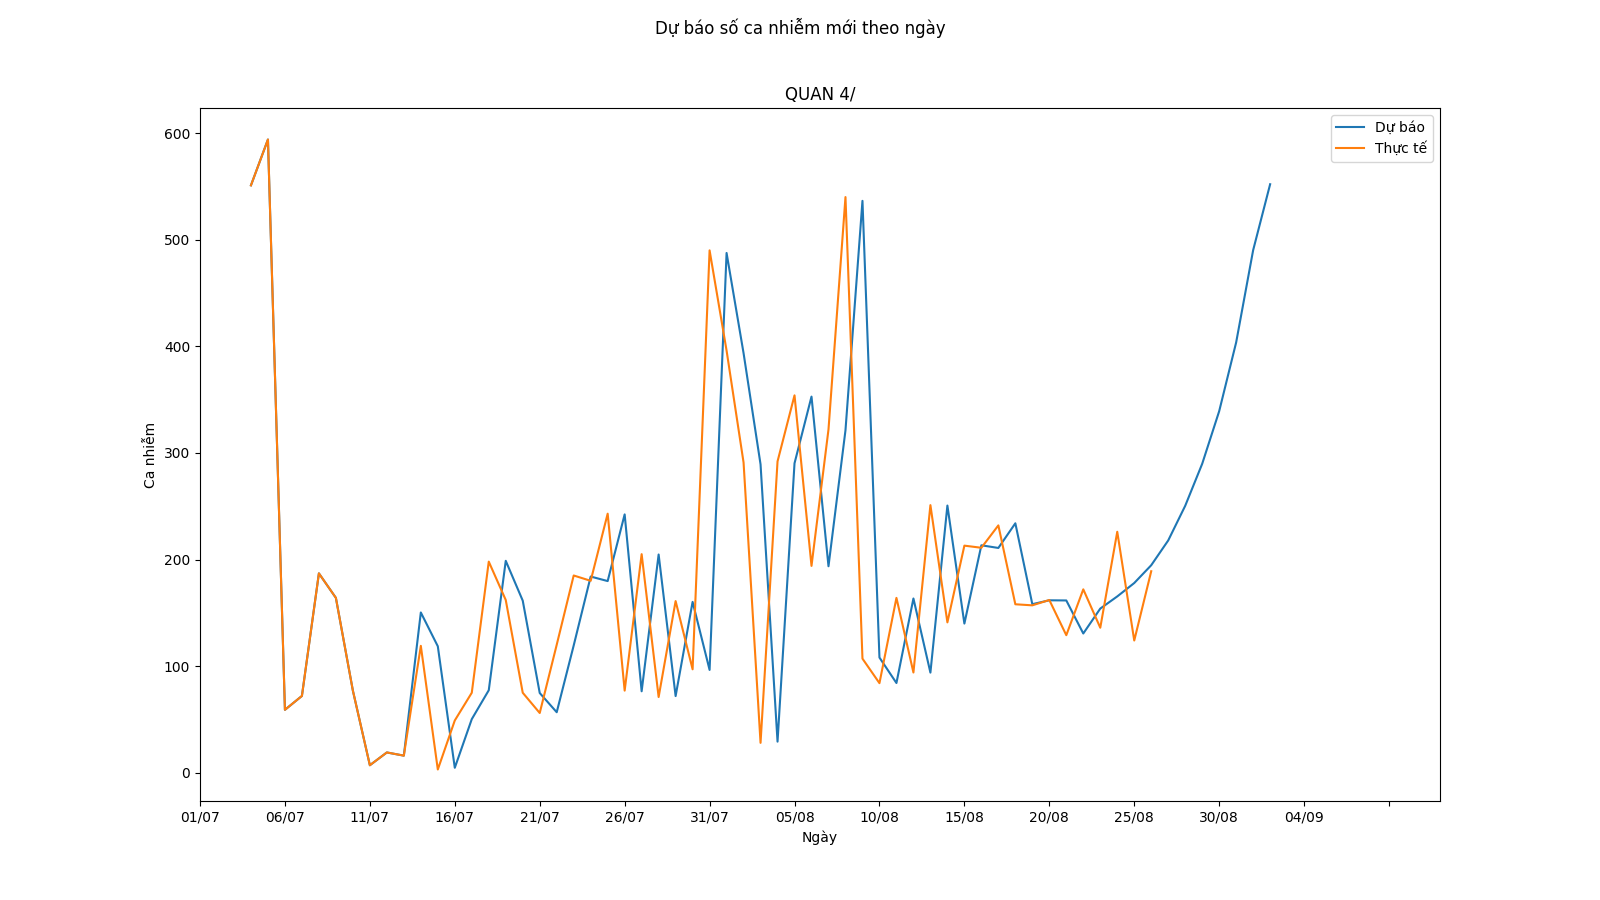 Dự báo số ca nhiễm mới theo ngày
QUAN 4/
Dự báo
Thực tế
600
500
400
300
200
100
0
Ca nhiễm
01/07 06/07 11/07 16/07 21/07 26/07 31/07 05/08 10/08 15/08 20/08 25/08 30/08 04/09
Ngày